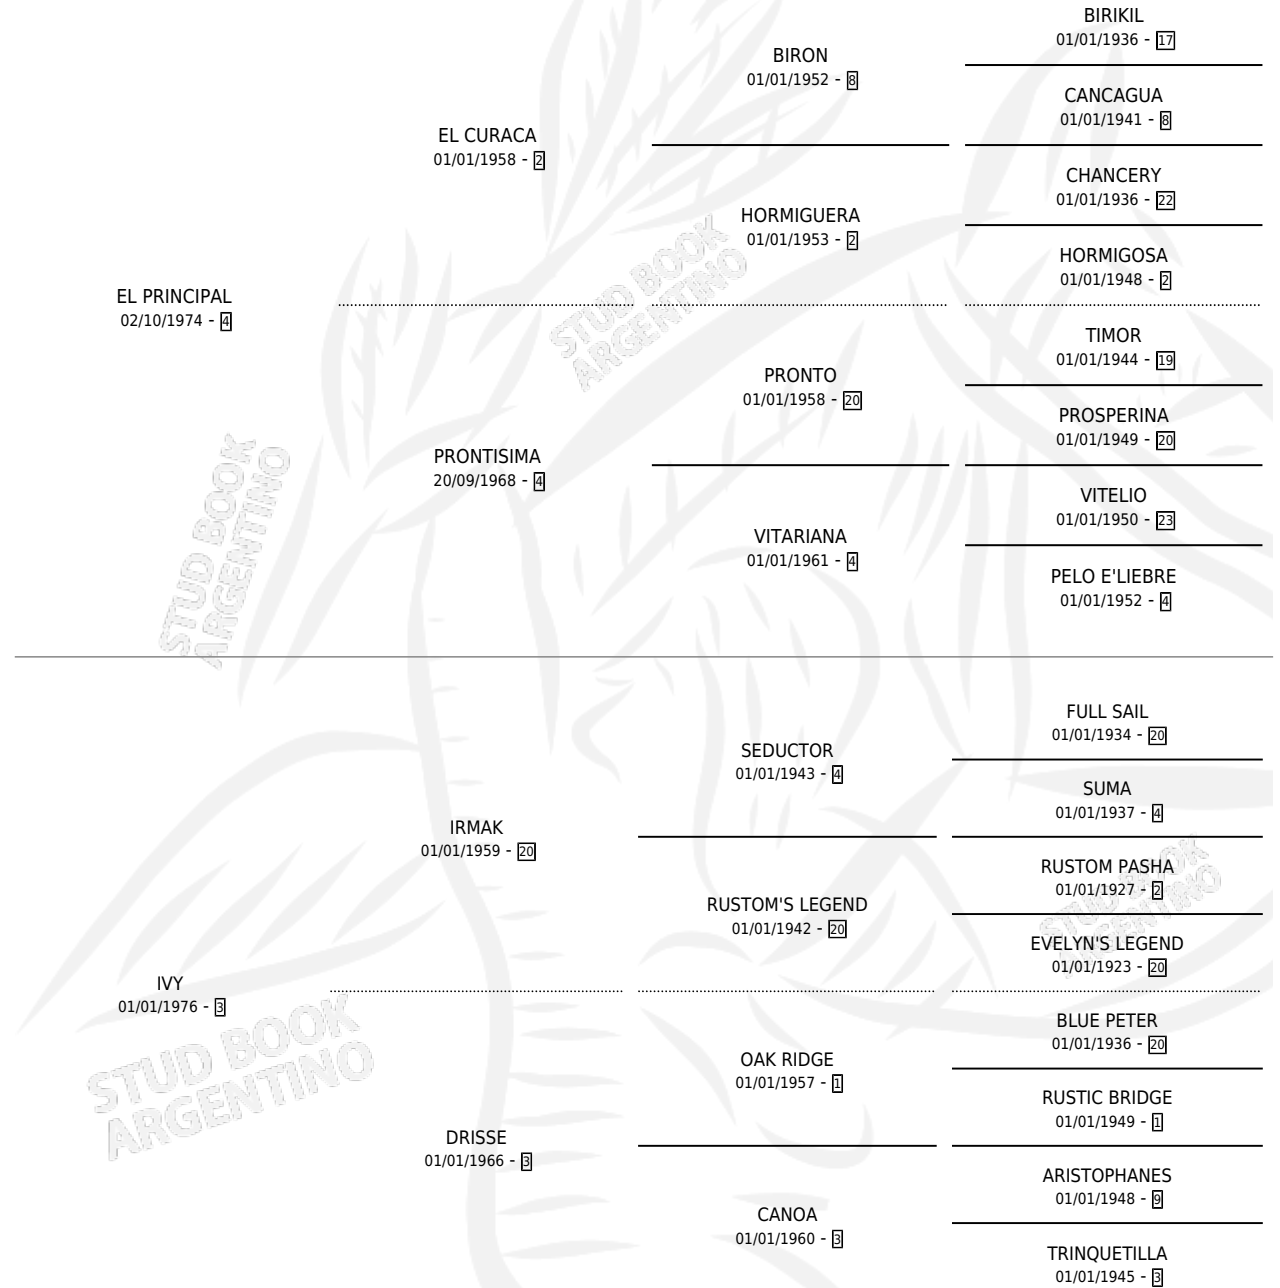 BIRIKIL
01/01/1936 - 17
BIRON
01/01/1952 - 8
CANCAGUA
01/01/1941 - 8
EL CURACA
01/01/1958 - 2
CHANCERY
01/01/1936 - 22
HORMIGUERA
01/01/1953 - 2
HORMIGOSA
01/01/1948 - 2
EL PRINCIPAL
02/10/1974 - 4
TIMOR
01/01/1944 - 19
PRONTO
01/01/1958 - 20
PROSPERINA
01/01/1949 - 20
PRONTISIMA
20/09/1968 - 4
VITELIO
01/01/1950 - 23
VITARIANA
01/01/1961 - 4
PELO E'LIEBRE
01/01/1952 - 4
FULL SAIL
01/01/1934 - 20
SEDUCTOR
01/01/1943 - 4
SUMA
01/01/1937 - 4
IRMAK
01/01/1959 - 20
RUSTOM PASHA
01/01/1927 - 2
RUSTOM'S LEGEND
01/01/1942 - 20
EVELYN'S LEGEND
01/01/1923 - 20
IVY
01/01/1976 - 3
BLUE PETER
01/01/1936 - 20
OAK RIDGE
01/01/1957 - 1
RUSTIC BRIDGE
01/01/1949 - 1
DRISSE
01/01/1966 - 3
ARISTOPHANES
01/01/1948 - 9
CANOA
01/01/1960 - 3
TRINQUETILLA
01/01/1945 - 3
STUD BOOK
ARGENTINO
STUD BOOK
ARGENTINO
STUD BOOK
ARGENTINO
STUD BOOK
ARGENTINO